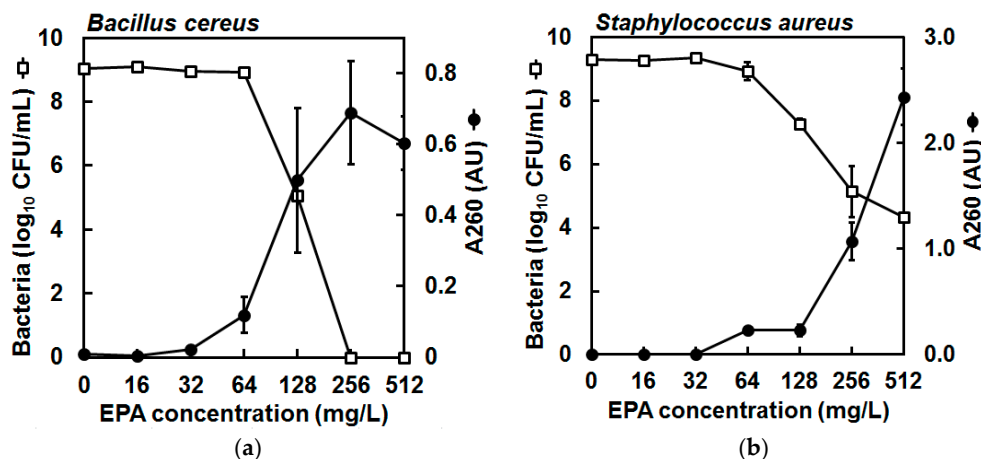 Bacillus cereus
Bacteria (log10 CFU/mL)
10
8
6
4
2
0
0 16 32 64 128 256 512
EPA concentration (mg/L)
0.8
0.6
0.4
0.2
0
A260 (AU)
(a)
Staphylococcus aureus
Bacteria (log10 CFU/mL)
10
8
6
4
2
0
0 16 32 64 128 256 512
EPA concentration (mg/L)
3.0
2.0
1.0
0.0
A260 (AU)
(b)